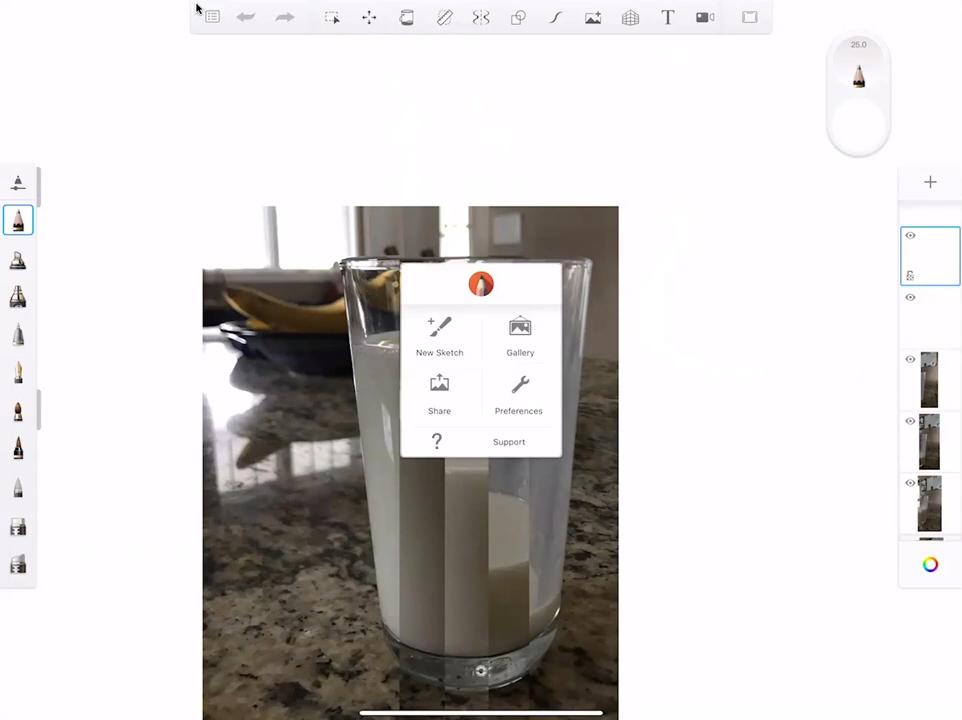 T
25.0
New Sketch
Gallery
Share
Preferences
?
Support